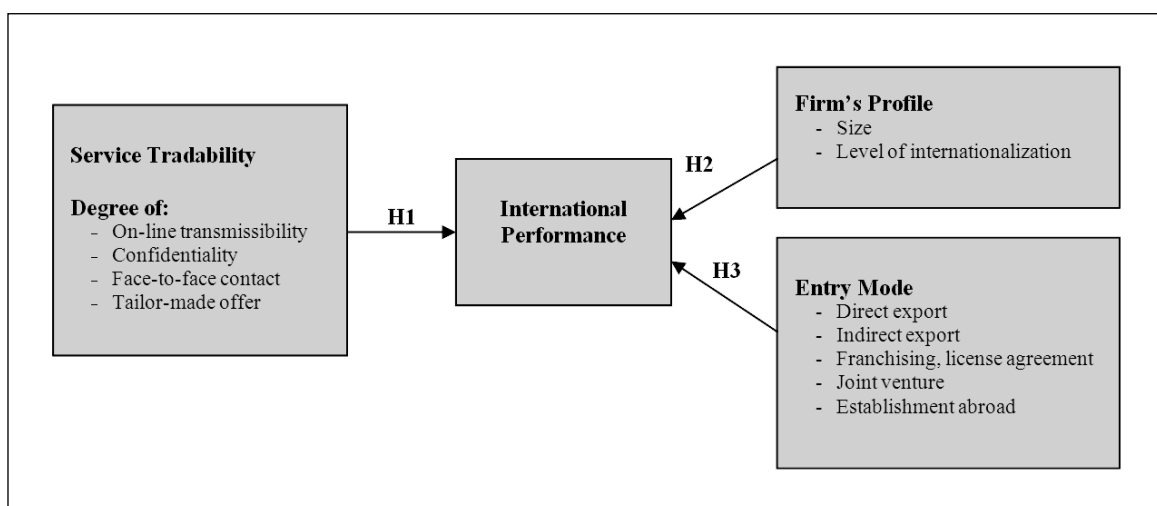 Service Tradability
Degree of:
- On-line transmissibility
- Confidentiality
- Face-to-face contact
- Tailor-made offer
H1
International
Performance
H2
Firm's Profile
- Size
- Level of internationalization
H3
Entry Mode
- Direct export
- Indirect export
- Franchising, license agreement
- Joint venture
- Establishment abroad